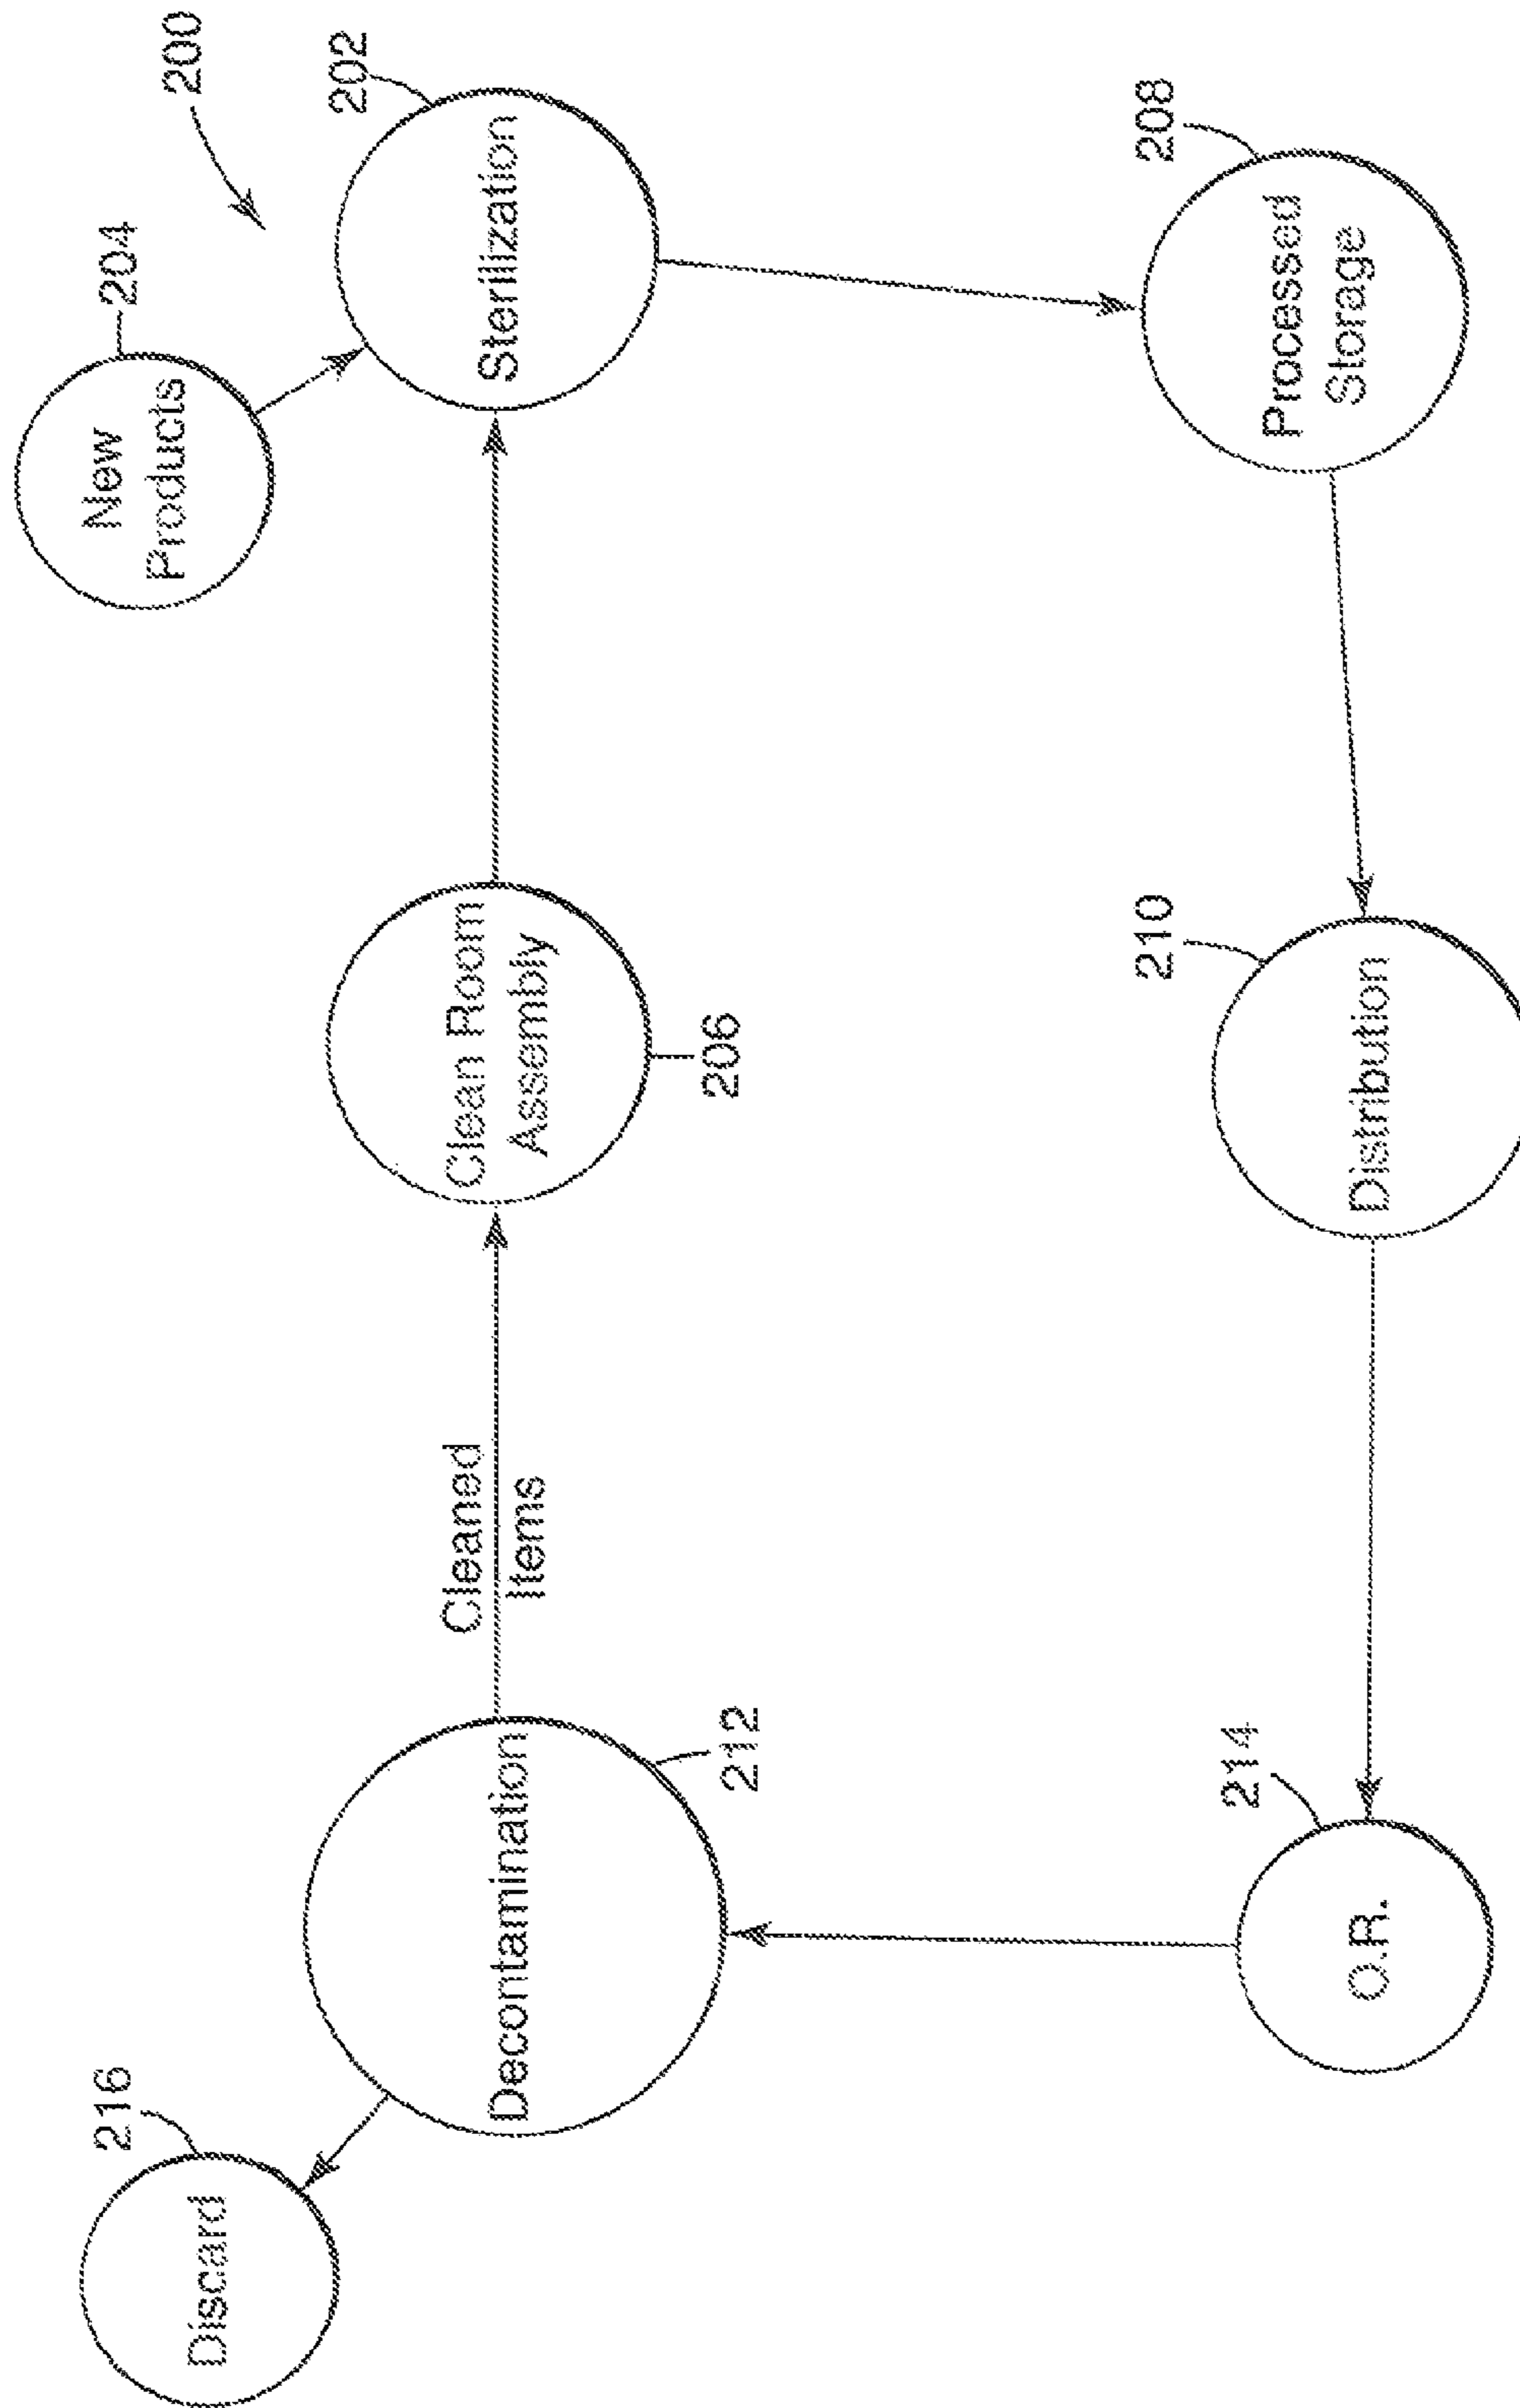 200
204
New
Products
202
Sterilization
Clean Room
Assembly
206
Cleaned
Items
Decontamination
212
216
Discard
208
Processed
Storage
210
Distribution
214
O.R.